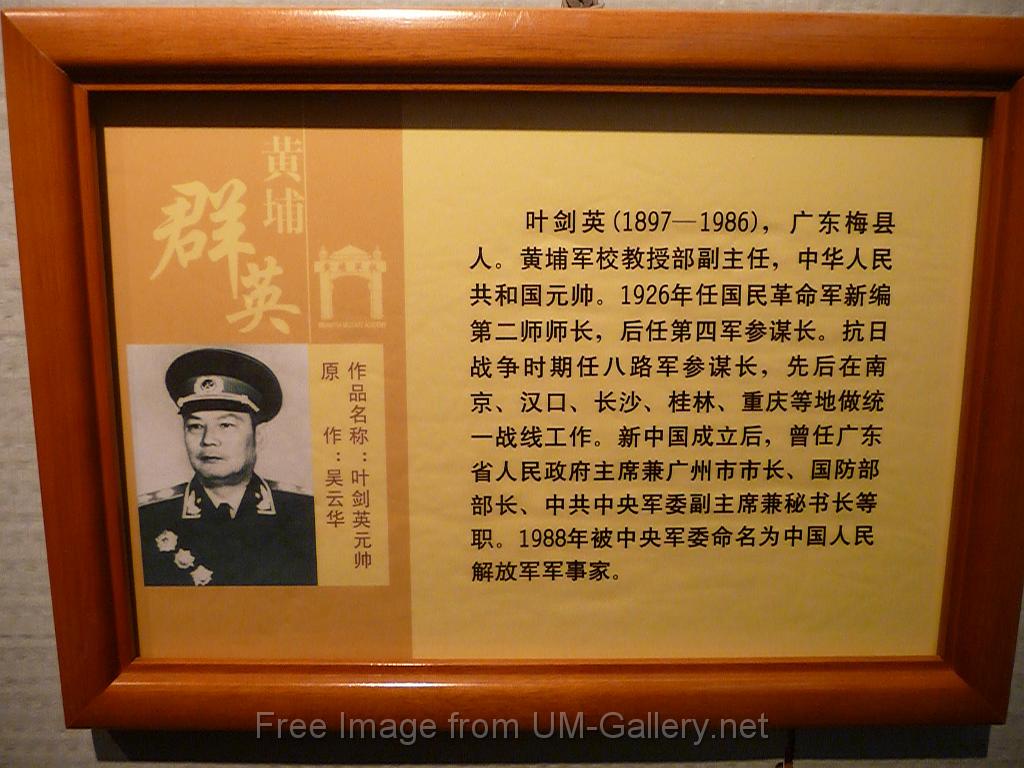 黄埔
群英
作品名称：叶剑英元帅
原 作：吴云华
叶剑英(1897—1986)，广东梅县
人。黄埔军校教授部副主任，中华人民
共和国元帅。1926年任国民革命军新编
第二师师长，后任第四军参谋长。抗日
战争时期任八路军参谋长，先后在南
京、汉口、长沙、桂林、重庆等地做统
一战线工作。新中国成立后，曾任广东
省人民政府主席兼广州市市长、国防部
部长、中共中央军委副主席兼秘书长等
职。1988年被中央军委命名为中国人民
解放军军事家。
Free Image from UM-Gallery.net